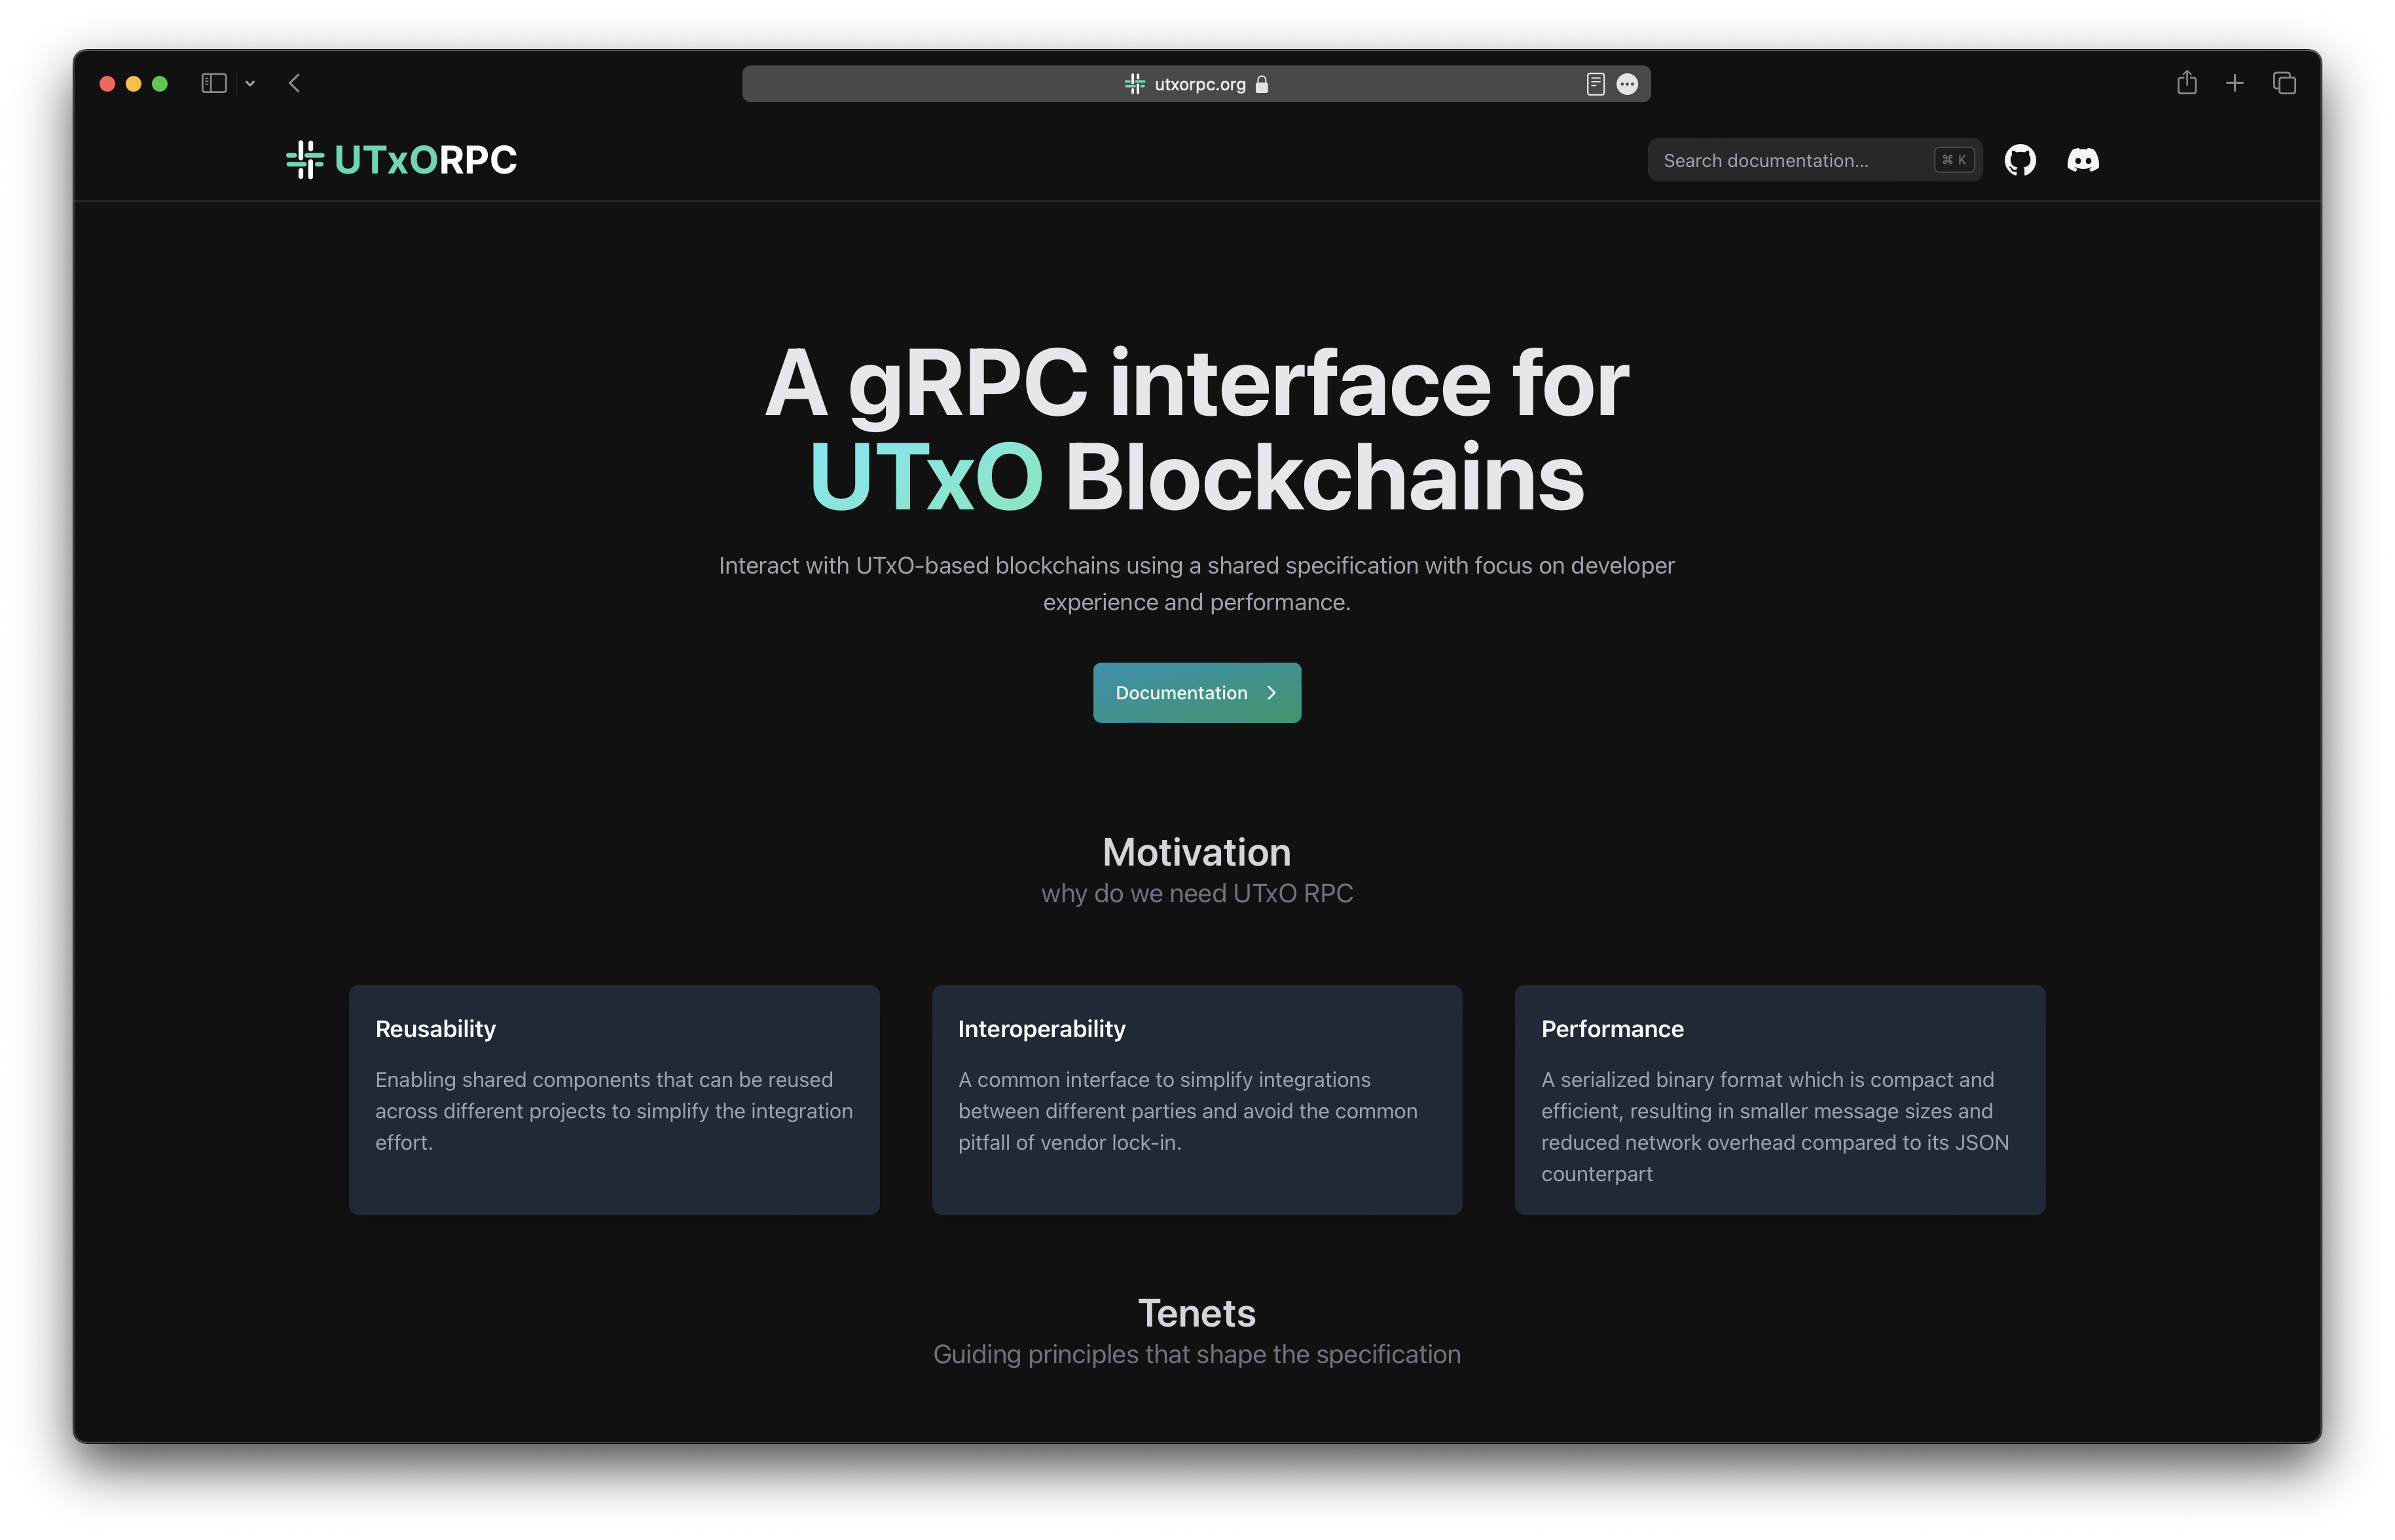 utxorpc.org
UTxORPC
Search documentation... ⌘ K
A gRPC interface for
UTxO Blockchains
Interact with UTxO-based blockchains using a shared specification with focus on developer
experience and performance.
Documentation
Motivation
why do we need UTxO RPC
Reusability
Enabling shared components that can be reused
across different projects to simplify the integration
effort.
Interoperability
A common interface to simplify integrations
between different parties and avoid the common
pitfall of vendor lock-in.
Performance
A serialized binary format which is compact and
efficient, resulting in smaller message sizes and
reduced network overhead compared to its JSON
counterpart
Tenets
Guiding principles that shape the specification